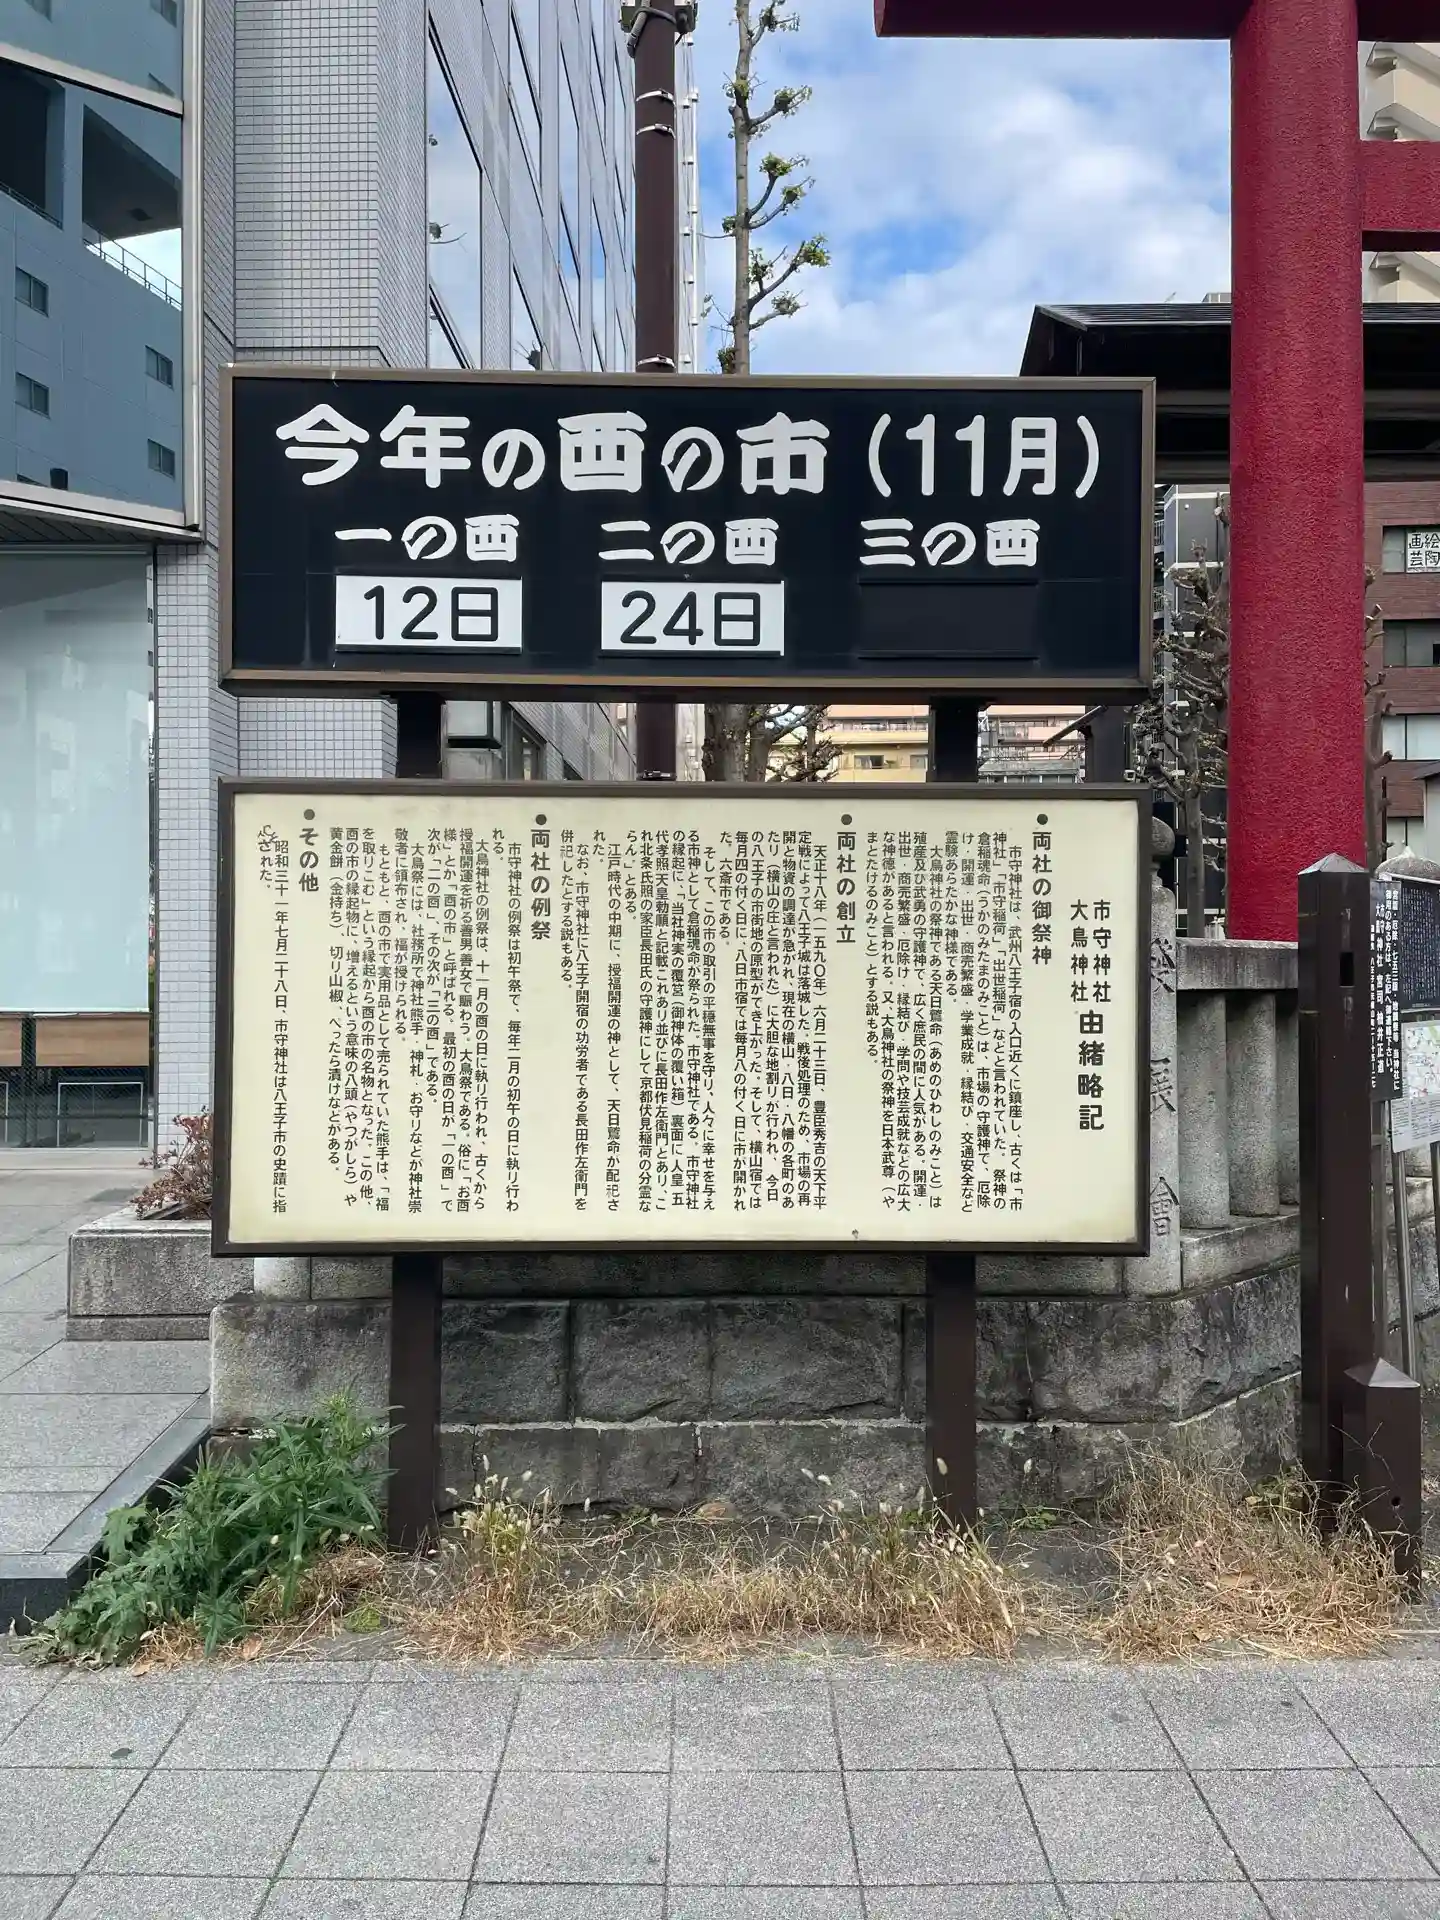 今年の酉の市(11月)
一の酉 二の酉 三の酉
12日 24日
市守神社
大鳥神社 由緒略記
●両社の御祭神
市守神社は、武州八王子宿の入口近くに鎮座し、古くは「市
神社」「市守稲荷」「出世稲荷」などと言われていた。祭神の
倉稲魂命(うかのみたまのみこと)は、市場の守護神で、厄除
け・開運・出世・商売繁盛・学業成就・縁結び・交通安全など
霊験あらたかな神様である。
大鳥神社の祭神である天日鷲命(あめのひわしのみこと)は
殖産及び武勇の守護神で、広く庶民の間に人気がある。開運・
出世・商売繁盛・厄除け・縁結び・学問や技芸成就などの広大
な神徳があると言われる。又、大鳥神社の祭神を日本武尊(や
まとたけるのみこと)とする説もある。
●両社の創立
天正十八年(一五九〇年)六月二十三日、豊臣秀吉の天下平
定戦によって八王子城は落城した。戦後処理のため、市場の再
開と物資の調達が急がれ、現在の横山・八日・八幡の各町のあ
たり(横山の庄と言われた)に大胆な地割りが行われ、今日
の八王子の市街地の原型ができ上がった。そして、横山宿では
毎月四の付く日に、八日市宿では毎月八の付く日に市が開かれ
た。六斎市である。
そして、この市の取引の平穏無事を守り、人々に幸せを与え
る市神として倉稲魂命が祭られた。市守神社である。市守神社
の縁起に、「当社神実の覆筥(御神体の覆い箱)裏面に人皇 五
代孝照天皇勅願と記載これあり並びに長田作左衛門とあり、こ
れ北条氏照の家臣長田氏の守護神にして京都伏見稲荷の分霊な
らん」とある。
江戸時代の中期に、授福開運の神として、天日鷲命が配祀さ
れた。
なお、市守神社に八王子開宿の功労者である長田作左衛門を
併祀したとする説もある。
●両社の例祭
市守神社の例祭は初午祭で、毎年二月の初午の日に執り行わ
れる。
大鳥神社の例祭は、十一月の酉の日に執り行われ、古くから
授福開運を祈る善男善女で賑わう。大鳥祭である。俗に「お酉
様」とか「酉の市」と呼ばれる。最初の酉の日が「一の酉」で
次が「二の酉」、その次が「三の酉」である。
大鳥祭には、社務所で神社熊手・神札・お守りなどが神社崇
敬者に領布され、福が授けられる。
もともと、酉の市で実用品として売られていた熊手は、「福
を取りこむ」という縁起から酉の市の名物となった。この他、
酉の市の縁起物に、増えるという意味の八頭(やつがしら)や
黄金餅(金持ち)、切り山椒、べったら漬けなどがある。
●その他
昭和三十一年七月二十八日、市守神社は八王子市の史蹟に指
された。
発展會
画絵
芸陶
市守
大鳥 神社 宮司 柚井正道